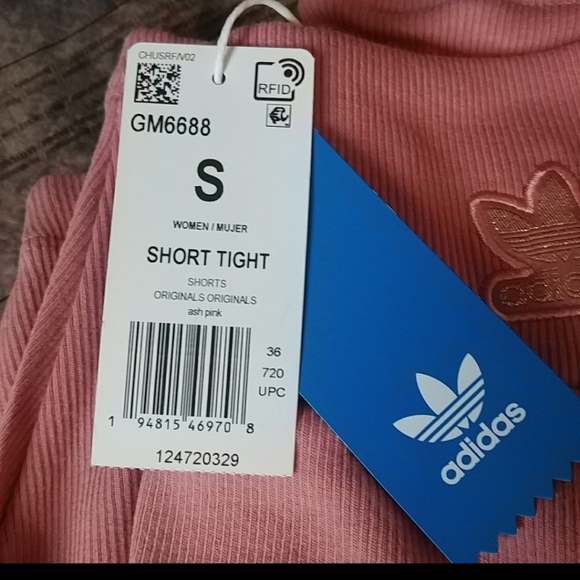 CHUSRF/V02
RFID
GM6688
S
WOMEN / MUJER
SHORT TIGHT
SHORTS
ORIGINALS ORIGINALS
ash pink
36
720
UPC
1 94815 46970 8
124720329
adidas